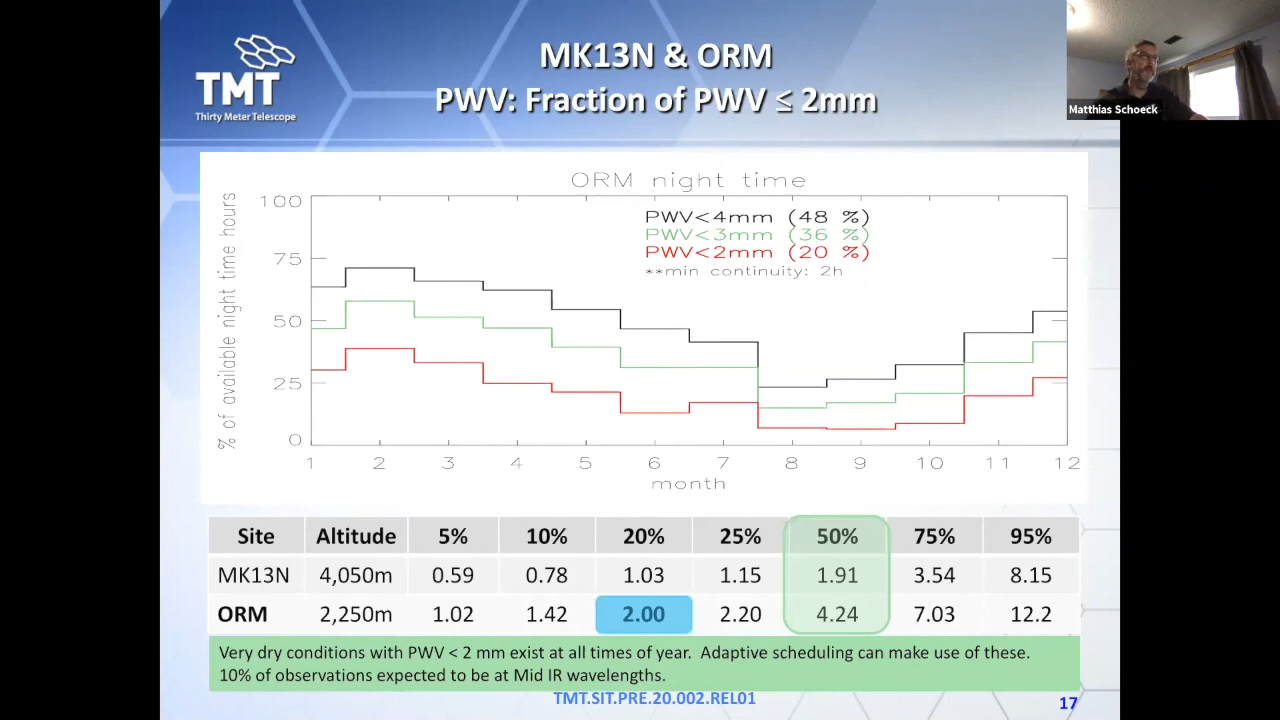 MK13N & ORM
PWV: Fraction of PWV ≤ 2mm
TMT
Thirty Meter Telescope
Matthias Schoeck
ORM night time
% of available night time hours
100
75
50
25
0
PWV<4mm (48 %)
PWV<3mm (36 %)
PWV<2mm (20 %)
**min continuity: 2h
1 2 3 4 5 6 7 8 9 10 11 12
month
Site Altitude 5% 10% 20% 25% 50% 75% 95%
MK13N 4,050m 0.59 0.78 1.03 1.15 1.91 3.54 8.15
ORM 2,250m 1.02 1.42 2.00 2.20 4.24 7.03 12.2
Very dry conditions with PWV < 2 mm exist at all times of year. Adaptive scheduling can make use of these.
10% of observations expected to be at Mid IR wavelengths.
TMT.SIT.PRE.20.002.REL01
17